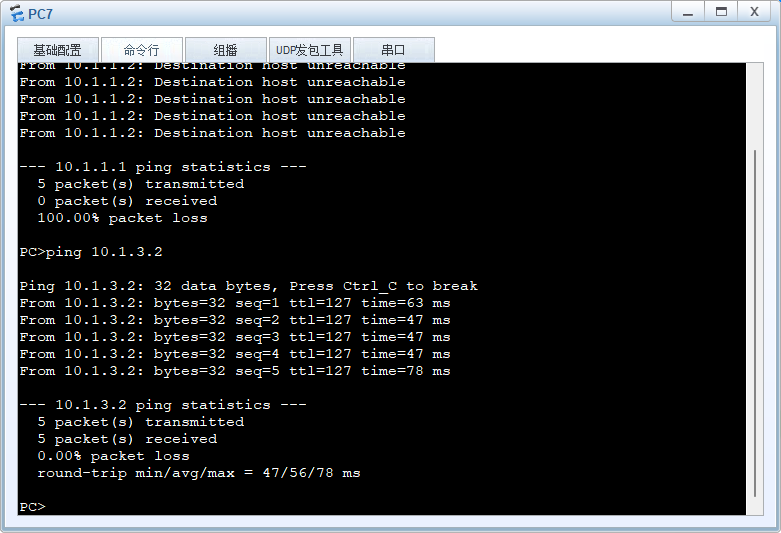 PC7
基础配置
命令行
组播
UDP发包工具
串口
From 10.1.1.2: Destination host unreachable
From 10.1.1.2: Destination host unreachable
From 10.1.1.2: Destination host unreachable
From 10.1.1.2: Destination host unreachable
From 10.1.1.2: Destination host unreachable
--- 10.1.1.1 ping statistics ---
5 packet(s) transmitted
0 packet(s) received
100.00% packet loss
PC>ping 10.1.3.2
Ping 10.1.3.2: 32 data bytes, Press Ctrl_C to break
From 10.1.3.2: bytes=32 seq=1 ttl=127 time=63 ms
From 10.1.3.2: bytes=32 seq=2 ttl=127 time=47 ms
From 10.1.3.2: bytes=32 seq=3 ttl=127 time=47 ms
From 10.1.3.2: bytes=32 seq=4 ttl=127 time=47 ms
From 10.1.3.2: bytes=32 seq=5 ttl=127 time=78 ms
--- 10.1.3.2 ping statistics ---
5 packet(s) transmitted
5 packet(s) received
0.00% packet loss
round-trip min/avg/max = 47/56/78 ms
PC>